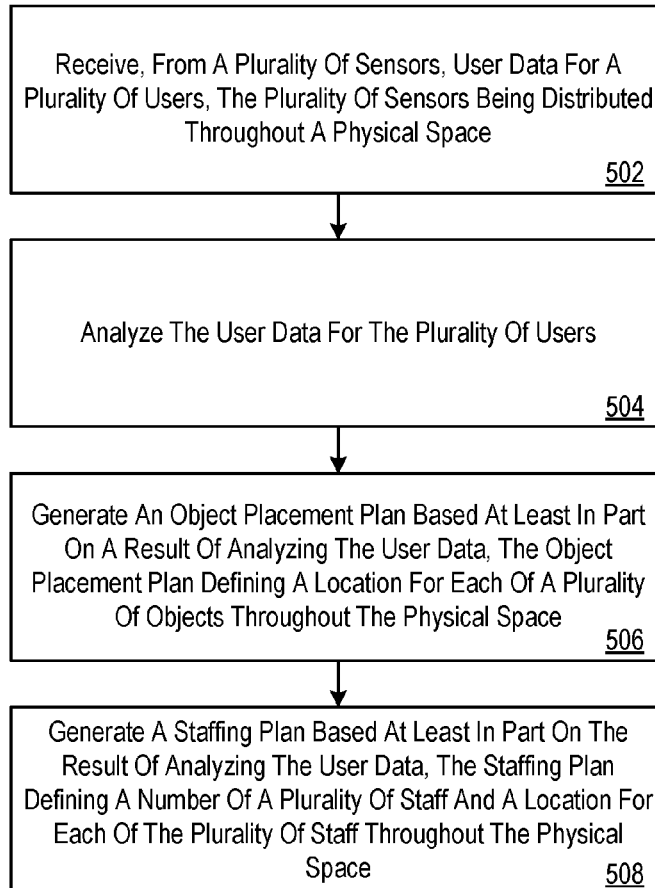 Receive, From A Plurality Of Sensors, User Data For A
Plurality Of Users, The Plurality Of Sensors Being Distributed
Throughout A Physical Space
502
Analyze The User Data For The Plurality Of Users
504
Generate An Object Placement Plan Based At Least In Part
On A Result Of Analyzing The User Data, The Object
Placement Plan Defining A Location For Each Of A Plurality
Of Objects Throughout The Physical Space
506
Generate A Staffing Plan Based At Least In Part On The
Result Of Analyzing The User Data, The Staffing Plan
Defining A Number Of A Plurality Of Staff And A Location For
Each Of The Plurality Of Staff Throughout The Physical
Space
508